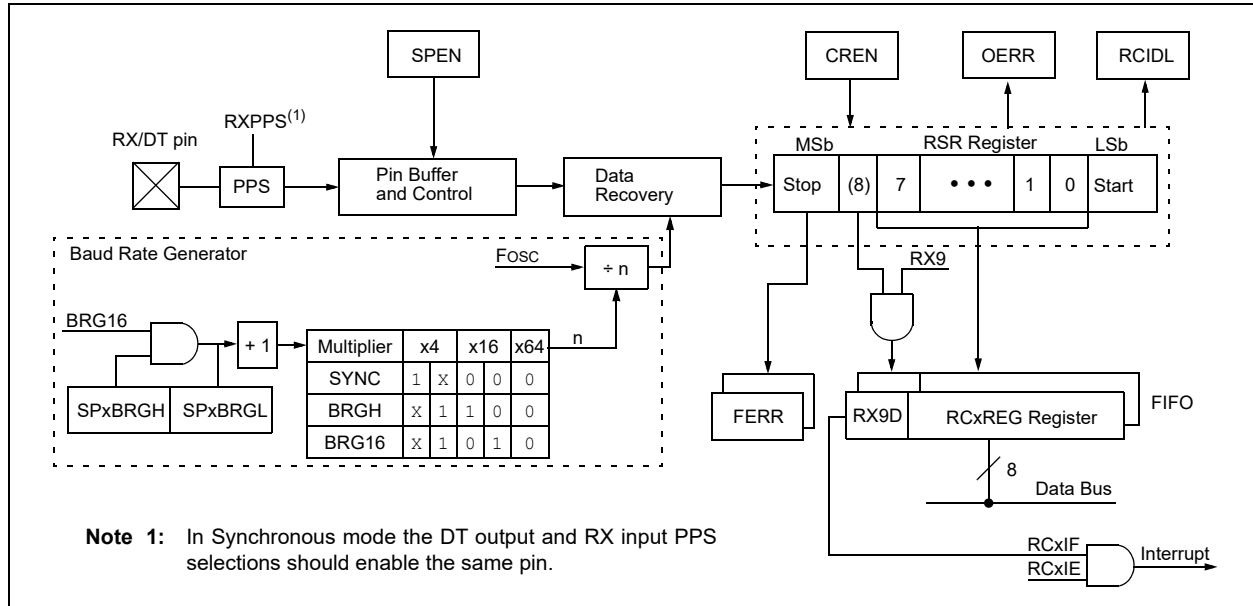 SPEN
CREN
OERR
RCIDL
RXPPS(1)
RX/DT pin
MSb
RSR Register
LSb
PPS
Pin Buffer
and Control
Data
Recovery
Stop (8) 7 • • • 1 0 Start
Baud Rate Generator
FOSC
÷ n
RX9
BRG16
+ 1
n
Multiplier x4 x16 x64
SYNC 1 X 0 0 0
BRGH X 1 1 0 0
BRG16 X 1 0 1 0
SPxBRGH SPxBRGL
FERR
RX9D
RCxREG Register
FIFO
8
Data Bus
Note 1: In Synchronous mode the DT output and RX input PPS
selections should enable the same pin.
RCxIF
RCxIE
Interrupt